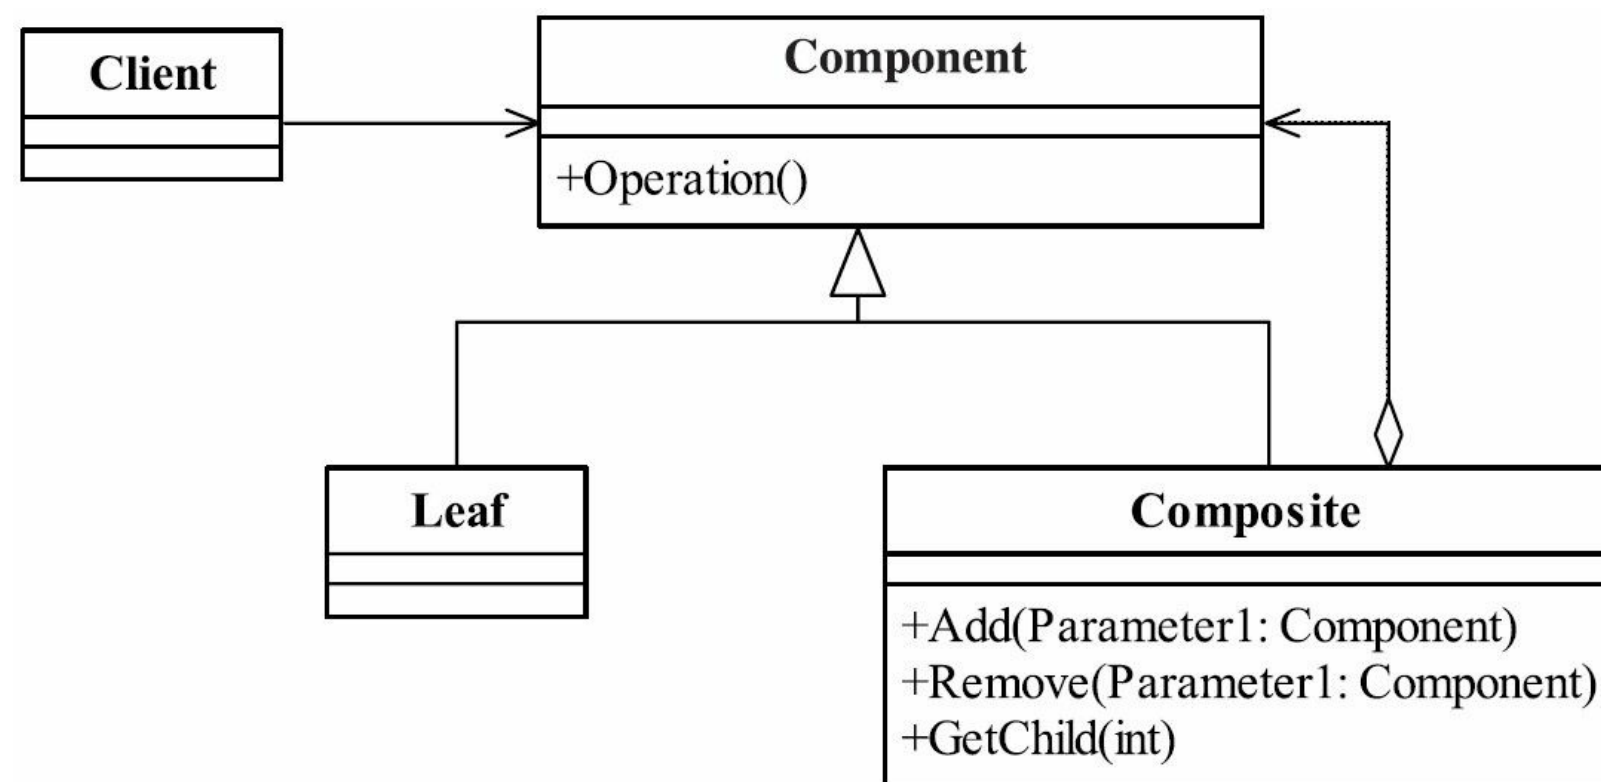 Client
Component
+Operation()
Leaf
Composite
+Add(Parameter1: Component)
+Remove(Parameter1: Component)
+GetChild(int)